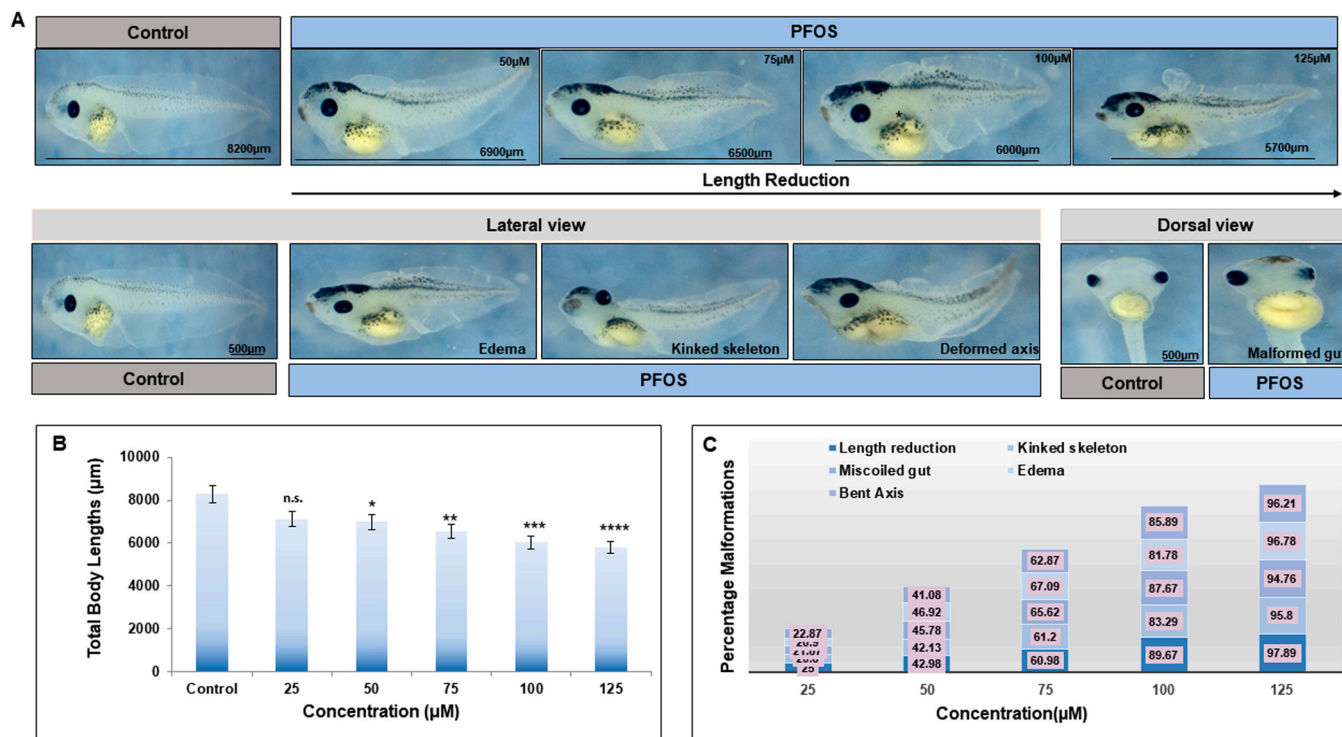 A
Control
PFOS
50µM
75µM
100µM
125µM
*
8200µm
6900µm
6500µm
6000µm
5700µm
Length Reduction
Lateral view
Dorsal view
500µm
Edema
Kinked skeleton
Deformed axis
500µm
Malformed gut
Control
PFOS
Control
PFOS
B
Total Body Lengths (µm)
10000
8000
6000
4000
2000
0
n.s.
*
**
***
****
Control 25 50 75 100 125
Concentration (µM)
C
Percentage Malformations
Length reduction
Kinked skeleton
Miscoiled gut
Edema
Bent Axis
22.87
25
41.08
46.92
45.78
42.13
42.98
62.87
67.09
65.62
61.2
60.98
85.89
81.78
87.67
83.29
89.67
96.21
96.78
94.76
95.8
97.89
25 50 75 100 125
Concentration(µM)